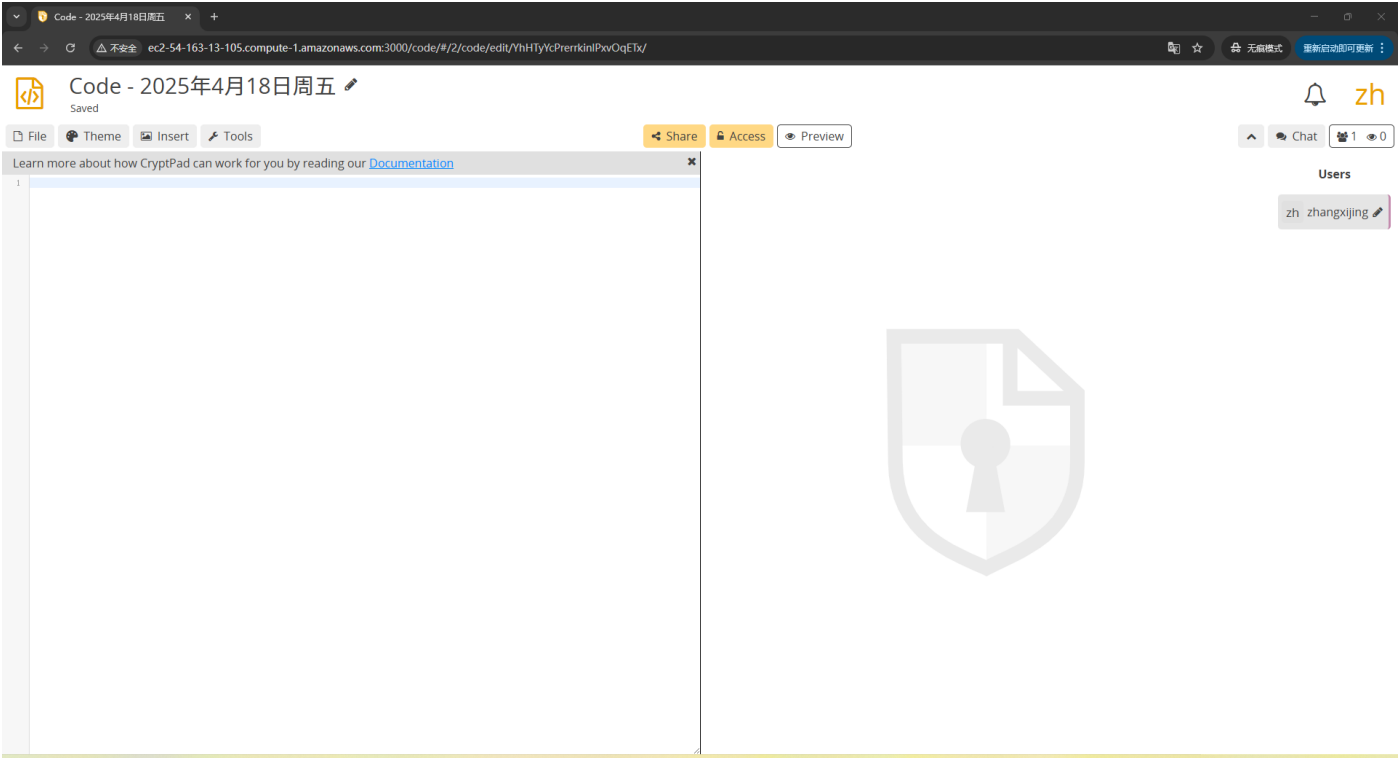 Code - 2025年4月18日周五
不安全 ec2-54-163-13-105.compute-1.amazonaws.com:3000/code/#/2/code/edit/YhHTyYcPrerrkinlPxvOqETx/ 无痕模式 重新启动即可更新
Code - 2025年4月18日周五
Saved
zh
File Theme Insert Tools Share Access Preview Chat 1 0
Learn more about how CryptPad can work for you by reading our Documentation
Users
1
zh zhangxijing